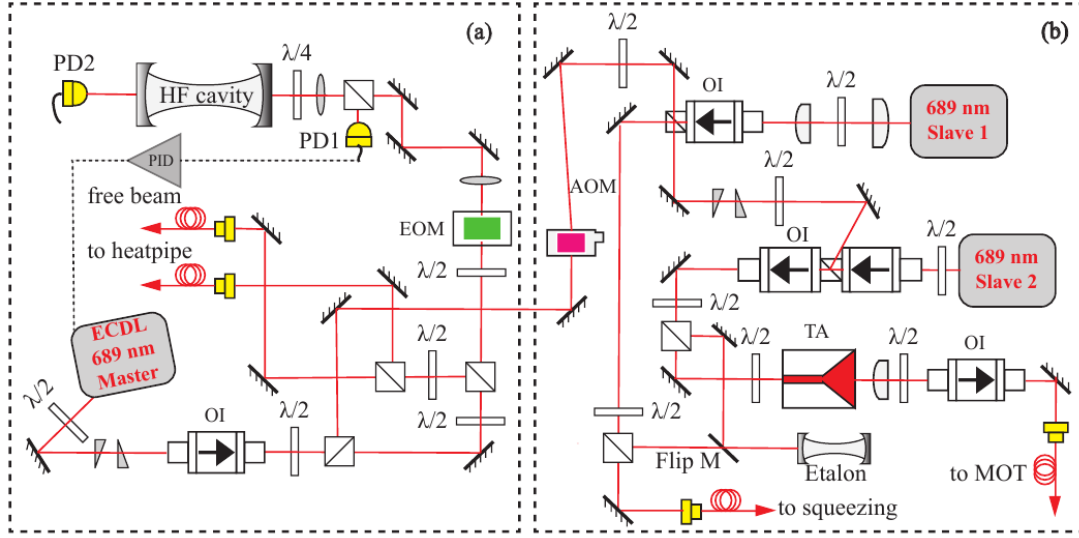 (a)
PD2
λ/4
HF cavity
PD1
PID
free beam
EOM
to heatpipe
λ/2
ECDL
689 nm
Master
λ/2
λ/2
OI
λ/2
λ/2
(b)
λ/2
OI
λ/2
689 nm
Slave 1
AOM
λ/2
OI
λ/2
689 nm
Slave 2
λ/2
λ/2
TA
λ/2
OI
λ/2
Flip M
Etalon
to MOT
to squeezing